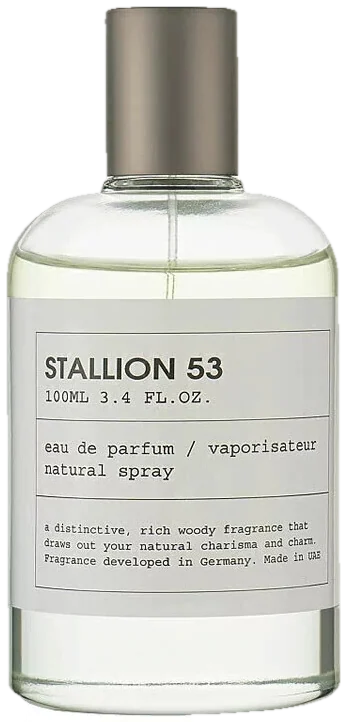 STALLION 53
100ML 3.4 FL.OZ.
eau de parfum / vaporisateur
natural spray
a distinctive, rich woody fragrance that
draws out your natural charisma and charm.
Fragrance developed in Germany. Made in UAE